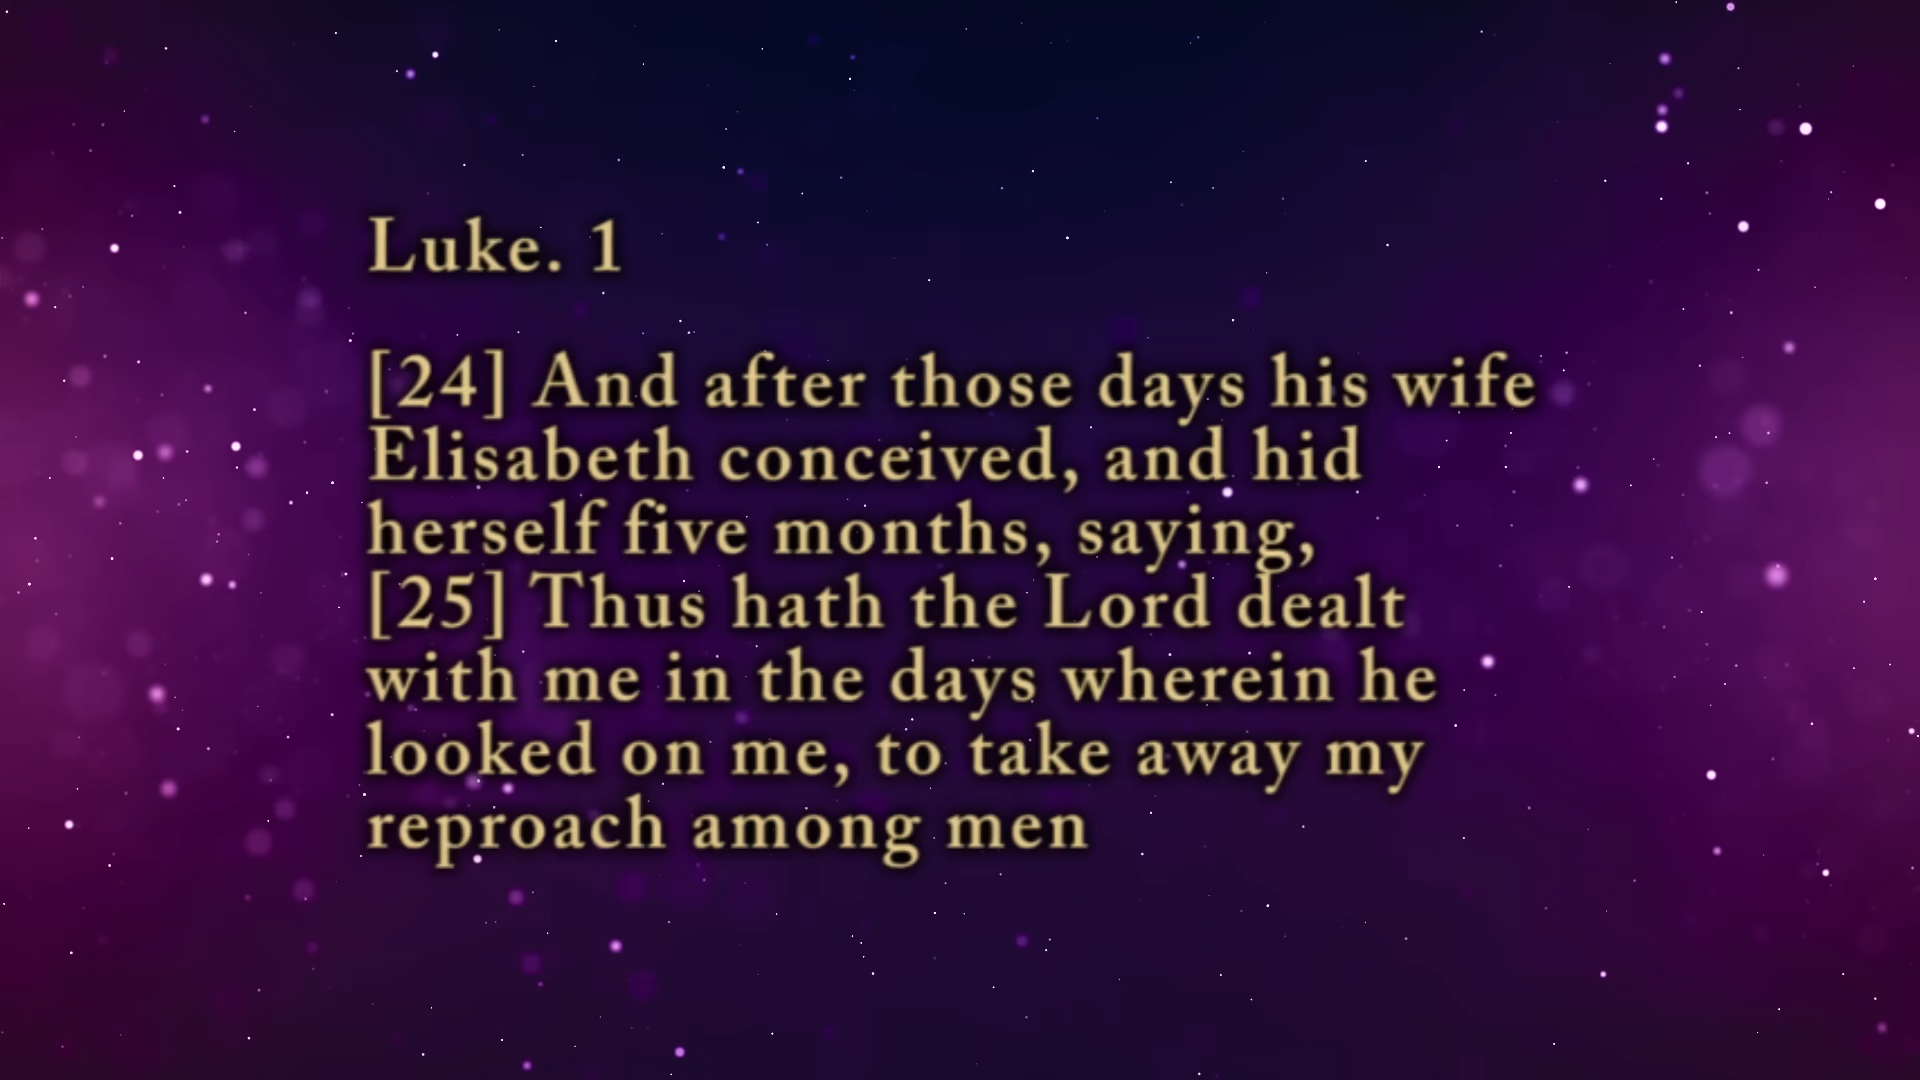 Luke. 1
[24] And after those days his wife
Elisabeth conceived, and hid
herself five months, saying,
[25] Thus hath the Lord dealt
with me in the days wherein he
looked on me, to take away my
reproach among men